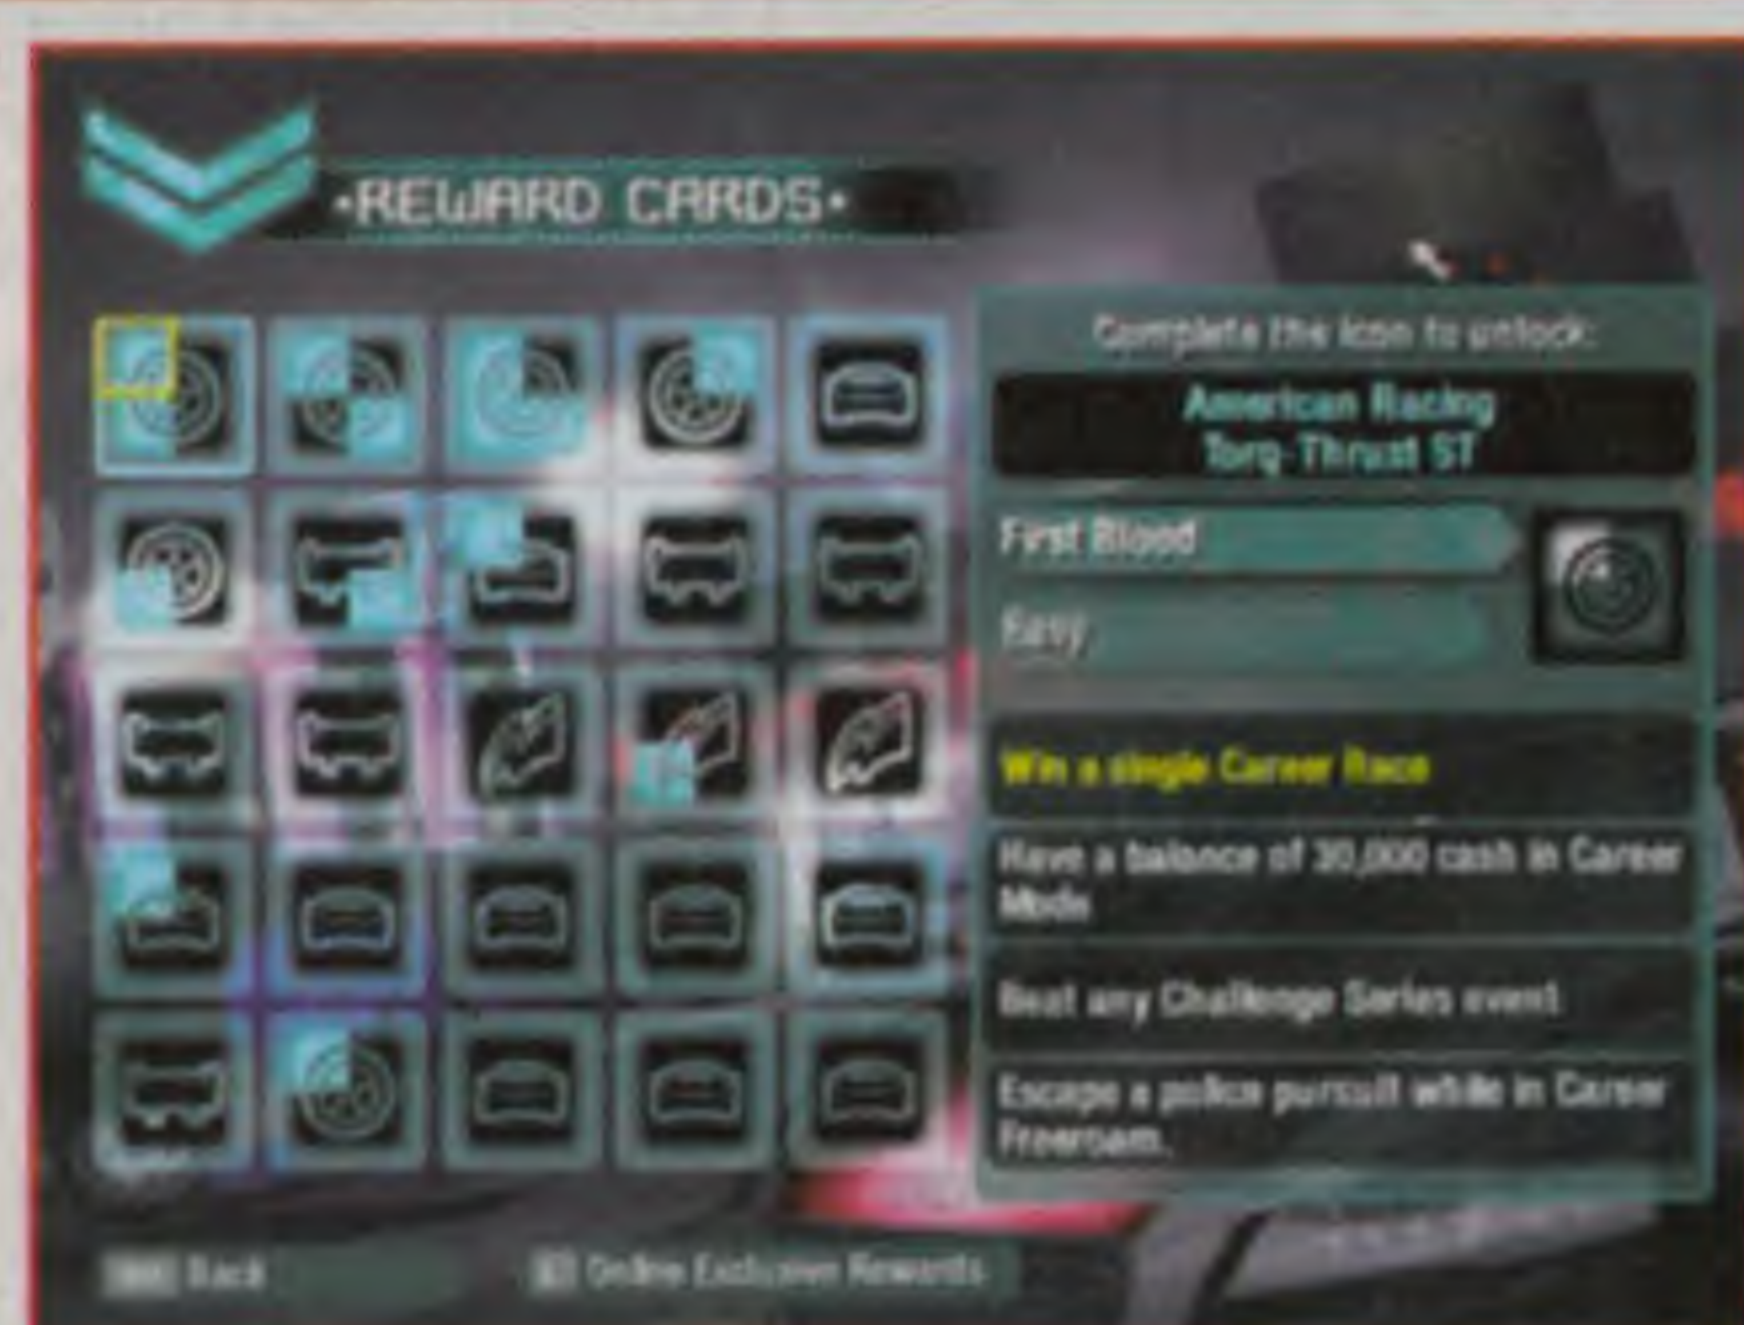 •REWARD CARDS•
Complete the icon to unlock:
American Racing
Torq-Thrust ST
First Blood
Easy
Win a single Career Race
Have a balance of 30,000 cash in Career
Mode
Beat any Challenge Series event
Escape a police pursuit while in Career
Freeroam.
Back
Online Exclusive Rewards